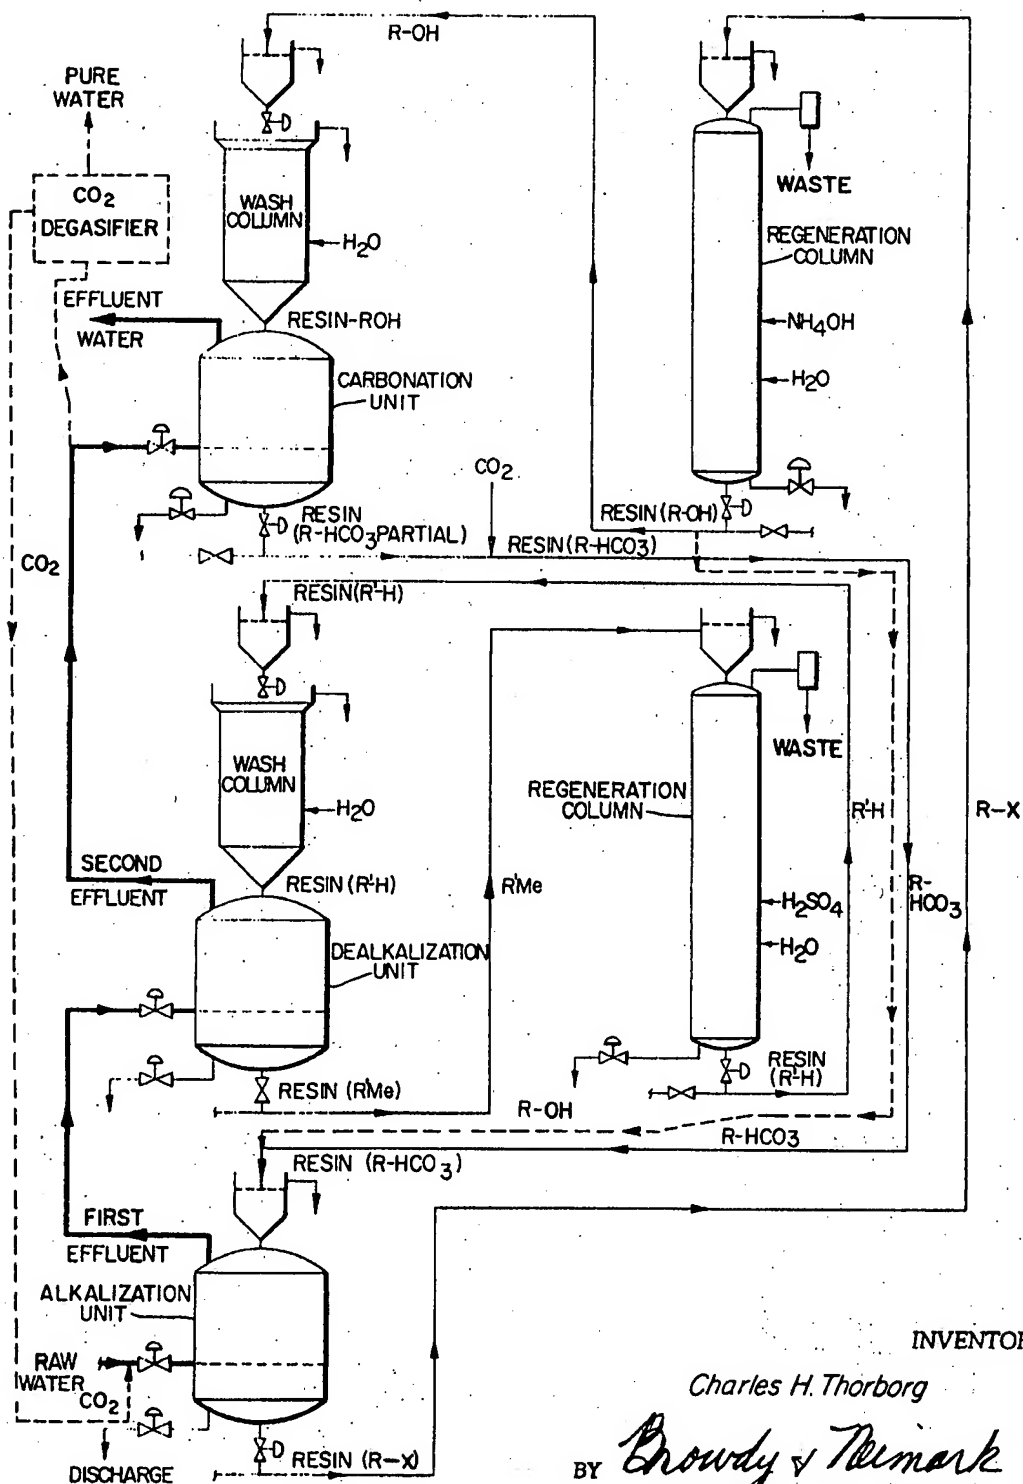 R-OH
PURE
WATER
CO2
DEGASIFIER
WASH
COLUMN
H2O
WASTE
REGENERATION
COLUMN
NH4OH
H2O
EFFLUENT
WATER
RESIN-ROH
CARBONATION
UNIT
CO2
RESIN
(R-HCO3 PARTIAL)
CO2
RESIN (R-OH)
RESIN (R-HCO3)
RESIN (R'-H)
WASH
COLUMN
H2O
WASTE
REGENERATION
COLUMN
R'-H
R-X
SECOND
EFFLUENT
RESIN (R'-H)
R'Me
H2SO4
H2O
R-
HCO3
DEALKALIZATION
UNIT
RESIN (R'Me)
RESIN
(R'-H)
R-OH
R-HCO3
RESIN (R-HCO3)
FIRST
EFFLUENT
ALKALIZATION
UNIT
RAW
WATER
CO2
DISCHARGE
RESIN (R-X)
INVENTOR
Charles H. Thorborg
BY Browdy & Neimark